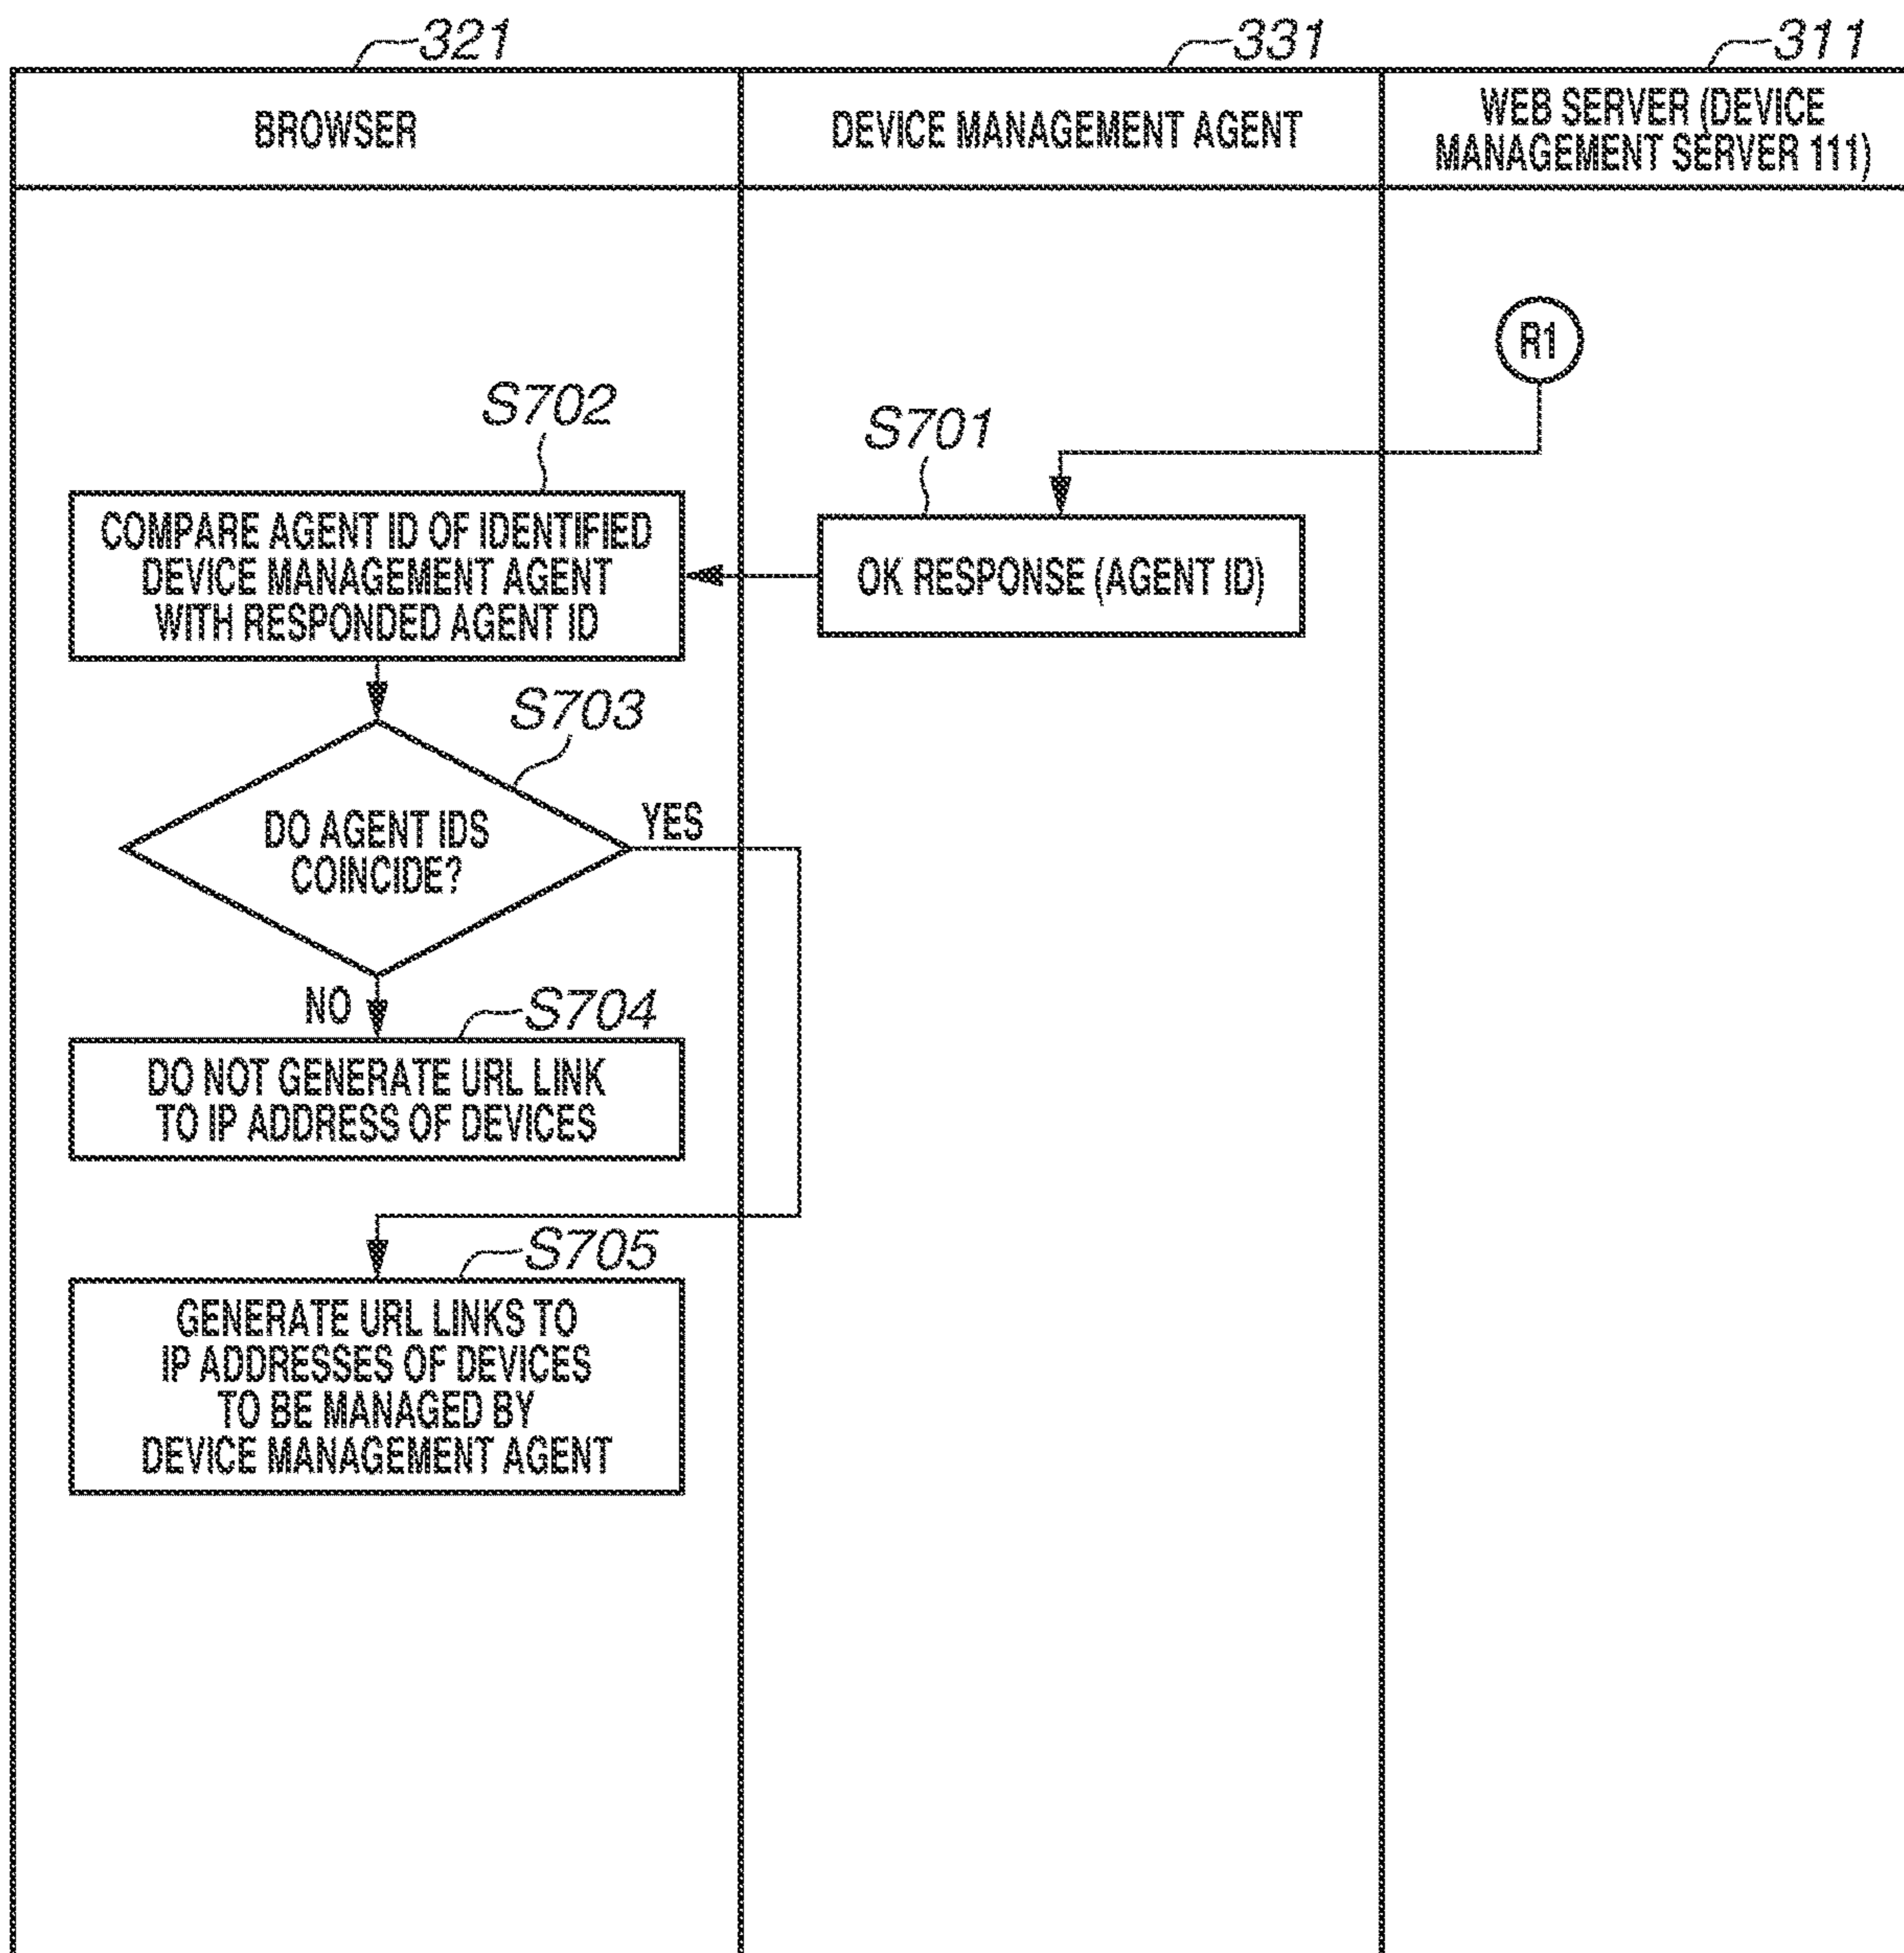 321
331
311
BROWSER
DEVICE MANAGEMENT AGENT
WEB SERVER (DEVICE
MANAGEMENT SERVER 111)
R1
S702
S701
COMPARE AGENT ID OF IDENTIFIED
DEVICE MANAGEMENT AGENT
WITH RESPONDED AGENT ID
OK RESPONSE (AGENT ID)
S703
DO AGENT IDS
COINCIDE?
YES
NO
S704
DO NOT GENERATE URL LINK
TO IP ADDRESS OF DEVICES
S705
GENERATE URL LINKS TO
IP ADDRESSES OF DEVICES
TO BE MANAGED BY
DEVICE MANAGEMENT AGENT